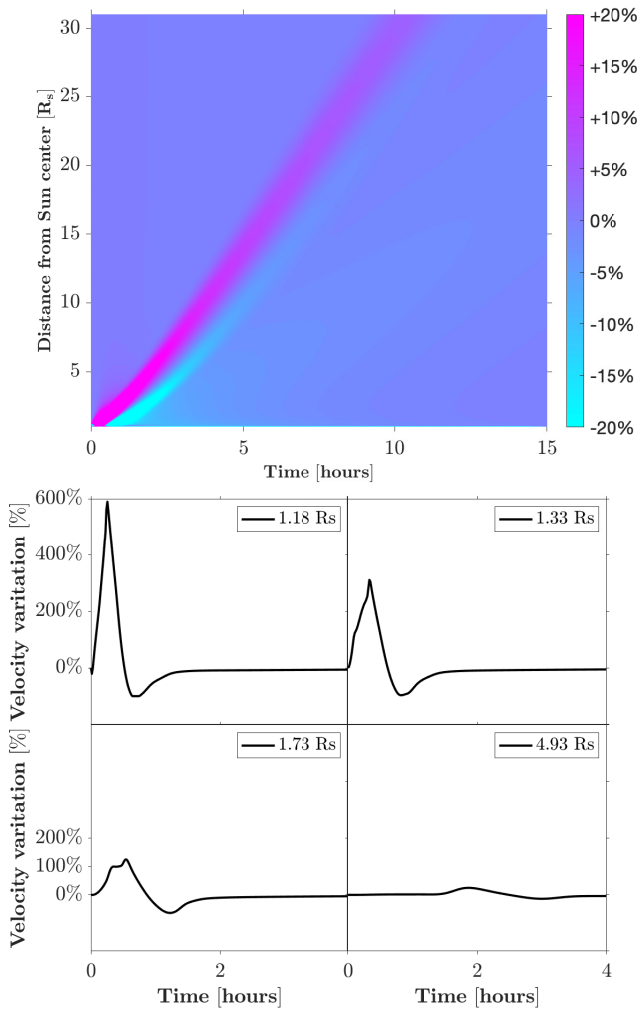 30
25
20
15
10
5
Distance from Sun center [Rs]
0 5 10 15
Time [hours]
+20%
+15%
+10%
+5%
0%
-5%
-10%
-15%
-20%
600%
400%
200%
0%
Velocity varitation [%]
1.18 Rs
1.33 Rs
200%
100%
0%
Velocity varitation [%]
1.73 Rs
4.93 Rs
0 2 0 2 4
Time [hours] Time [hours]